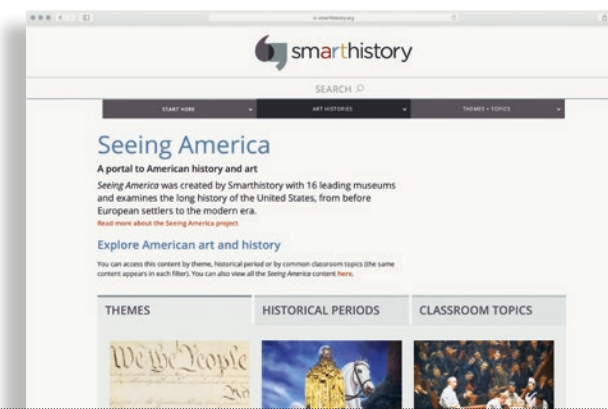 smarthistory.org
smarthistory
SEARCH
START HERE
ART HISTORIES
THEMES + TOPICS
Seeing America
A portal to American history and art
Seeing America was created by Smarthistory with 16 leading museums
and examines the long history of the
United States, from before
European settlers to the modern era.
Read more about the Seeing America project
Explore American art and history
You can access this content by theme, historical period or by common classroom topics (the same
content appears in each filter). You can also view all the Seeing America content here.
THEMES
HISTORICAL PERIODS
CLASSROOM TOPICS
We the People